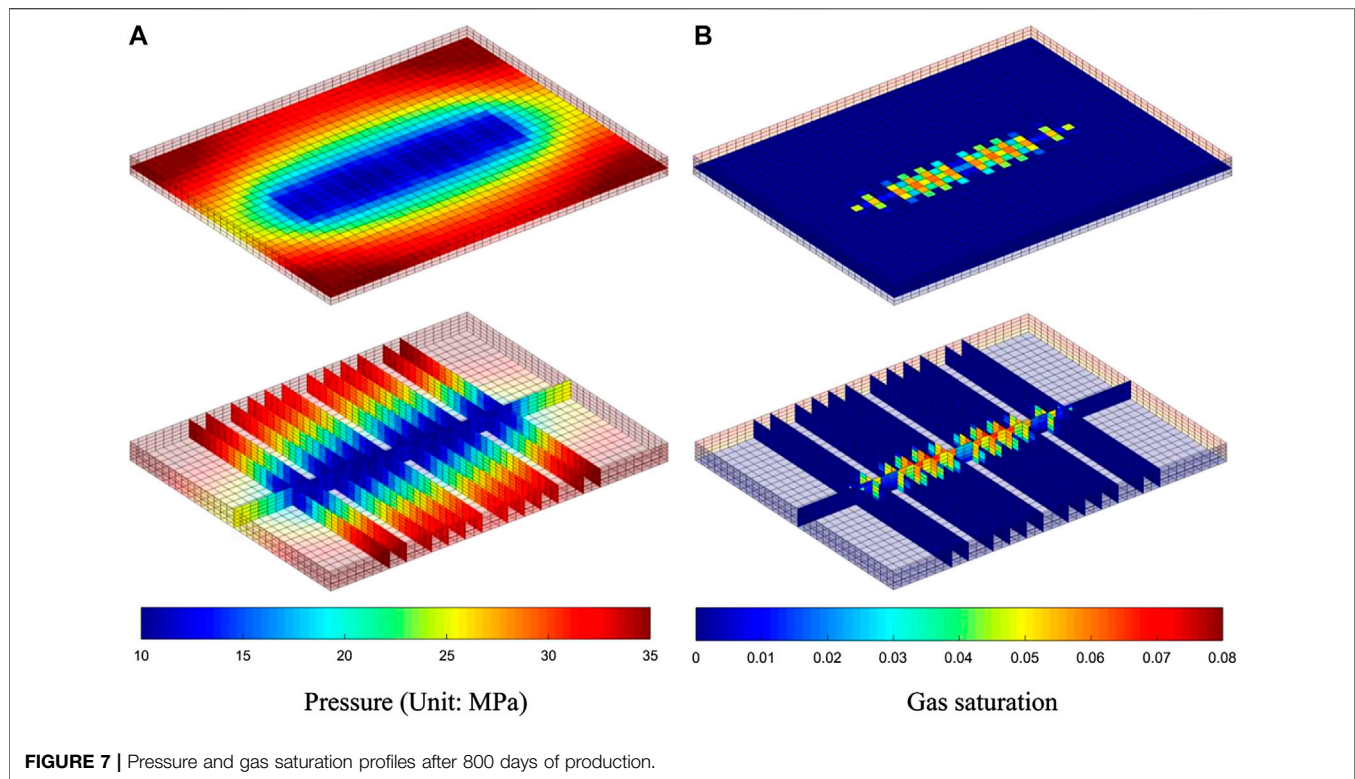 A
B
10 15 20 25 30 35
Pressure (Unit: MPa)
0 0.01 0.02 0.03 0.04 0.05 0.06 0.07 0.08
Gas saturation
FIGURE 7 | Pressure and gas saturation profiles after 800 days of production.